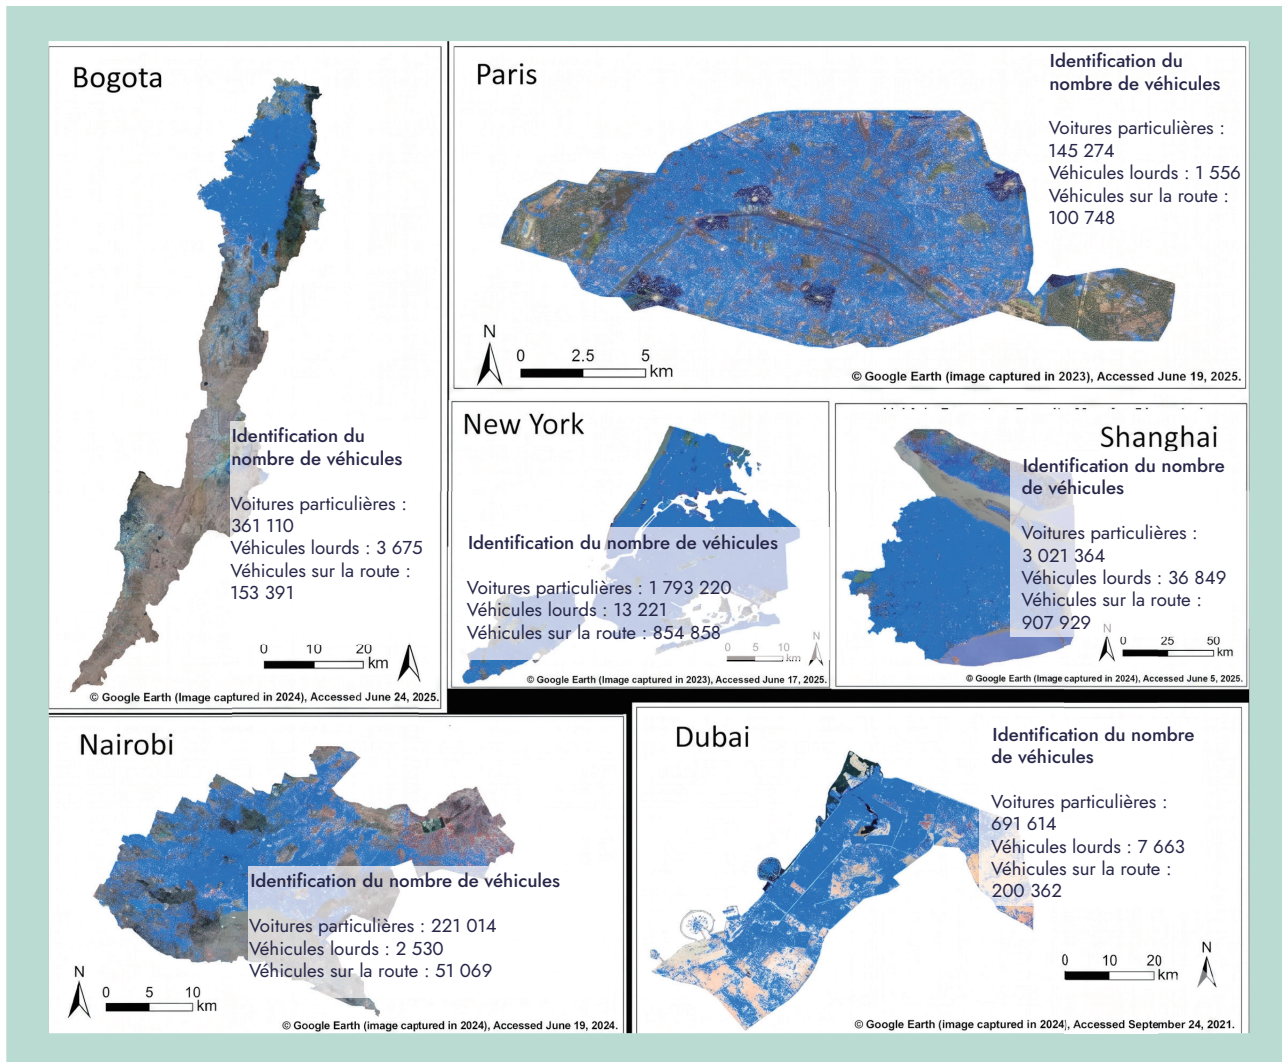 Bogota
Identification du
nombre de véhicules
Voitures particulières :
361 110
Véhicules lourds : 3 675
Véhicules sur la route :
153 391
0 10 20
km
© Google Earth (Image captured in 2024), Accessed June 24, 2025.
Paris
Identification du
nombre de véhicules
Voitures particulières :
145 274
Véhicules lourds : 1 556
Véhicules sur la route :
100 748
N
0 2.5 5
km
© Google Earth (image captured in 2023), Accessed June 19, 2025.
New York
Identification du nombre de véhicules
Voitures particulières : 1 793 220
Véhicules lourds : 13 221
Véhicules sur la route : 854 858
N
0 5 10
km
© Google Earth (Image captured in 2023), Accessed June 17, 2025.
Shanghai
Identification du nombre
de véhicules
Voitures particulières :
3 021 364
Véhicules lourds : 36 849
Véhicules sur la route :
907 929
N
0 25 50
km
© Google Earth (Image captured in 2024), Accessed June 5, 2025.
Nairobi
Identification du nombre de véhicules
Voitures particulières : 221 014
Véhicules lourds : 2 530
Véhicules sur la route : 51 069
N
0 5 10
km
© Google Earth (image captured in 2024), Accessed June 19, 2024.
Dubai
Identification du nombre
de véhicules
Voitures particulières :
691 614
Véhicules lourds : 7 663
Véhicules sur la route :
200 362
N
0 10 20
km
© Google Earth (image captured in 2024), Accessed September 24, 2021.